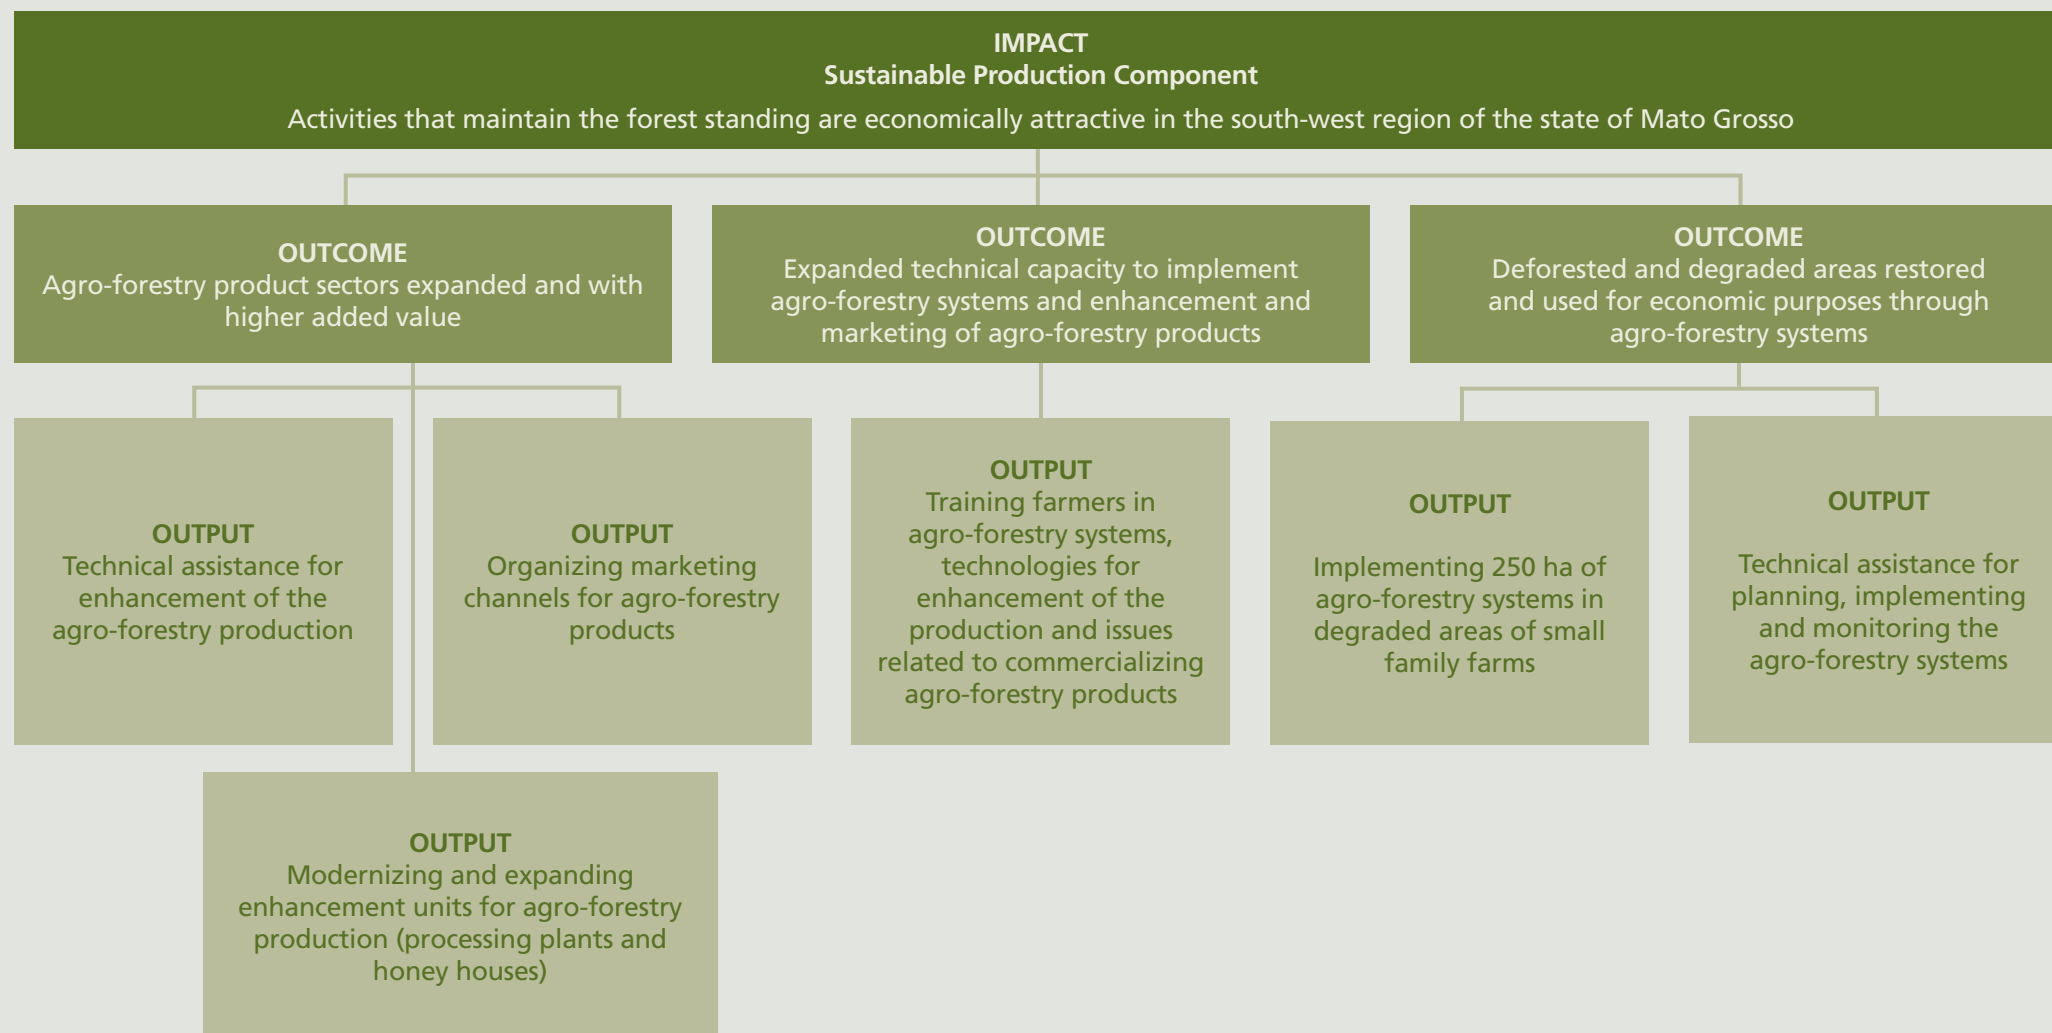 IMPACT
Sustainable Production Component
Activities that maintain the forest standing are economically attractive in the south-west region of the state of Mato Grosso
OUTCOME
Agro-forestry product sectors expanded and with
higher added value
OUTCOME
Expanded technical capacity to implement
agro-forestry systems and enhancement and
marketing of agro-forestry products
OUTCOME
Deforested and degraded areas restored
and used for economic purposes through
agro-forestry systems
OUTPUT
Technical assistance for
enhancement of the
agro-forestry production
OUTPUT
Organizing marketing
channels for agro-forestry
products
OUTPUT
Training farmers in
agro-forestry systems,
technologies for
enhancement of the
production and issues
related to commercializing
agro-forestry products
OUTPUT
Implementing 250 ha of
agro-forestry systems in
degraded areas of small
family farms
OUTPUT
Technical assistance for
planning, implementing
and monitoring the
agro-forestry systems
OUTPUT
Modernizing and expanding
enhancement units for agro-forestry
production (processing plants and
honey houses)